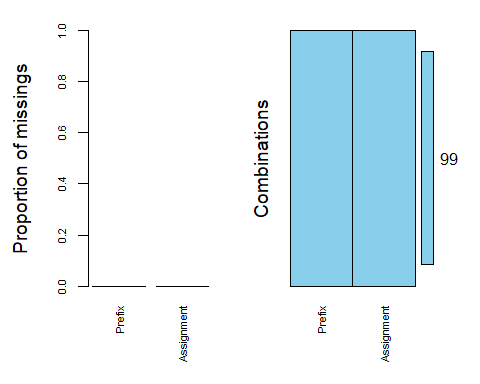 Proportion of missings
1.0
0.8
0.6
0.4
0.2
0.0
Prefix
Assignment
Combinations
Prefix
Assignment
99